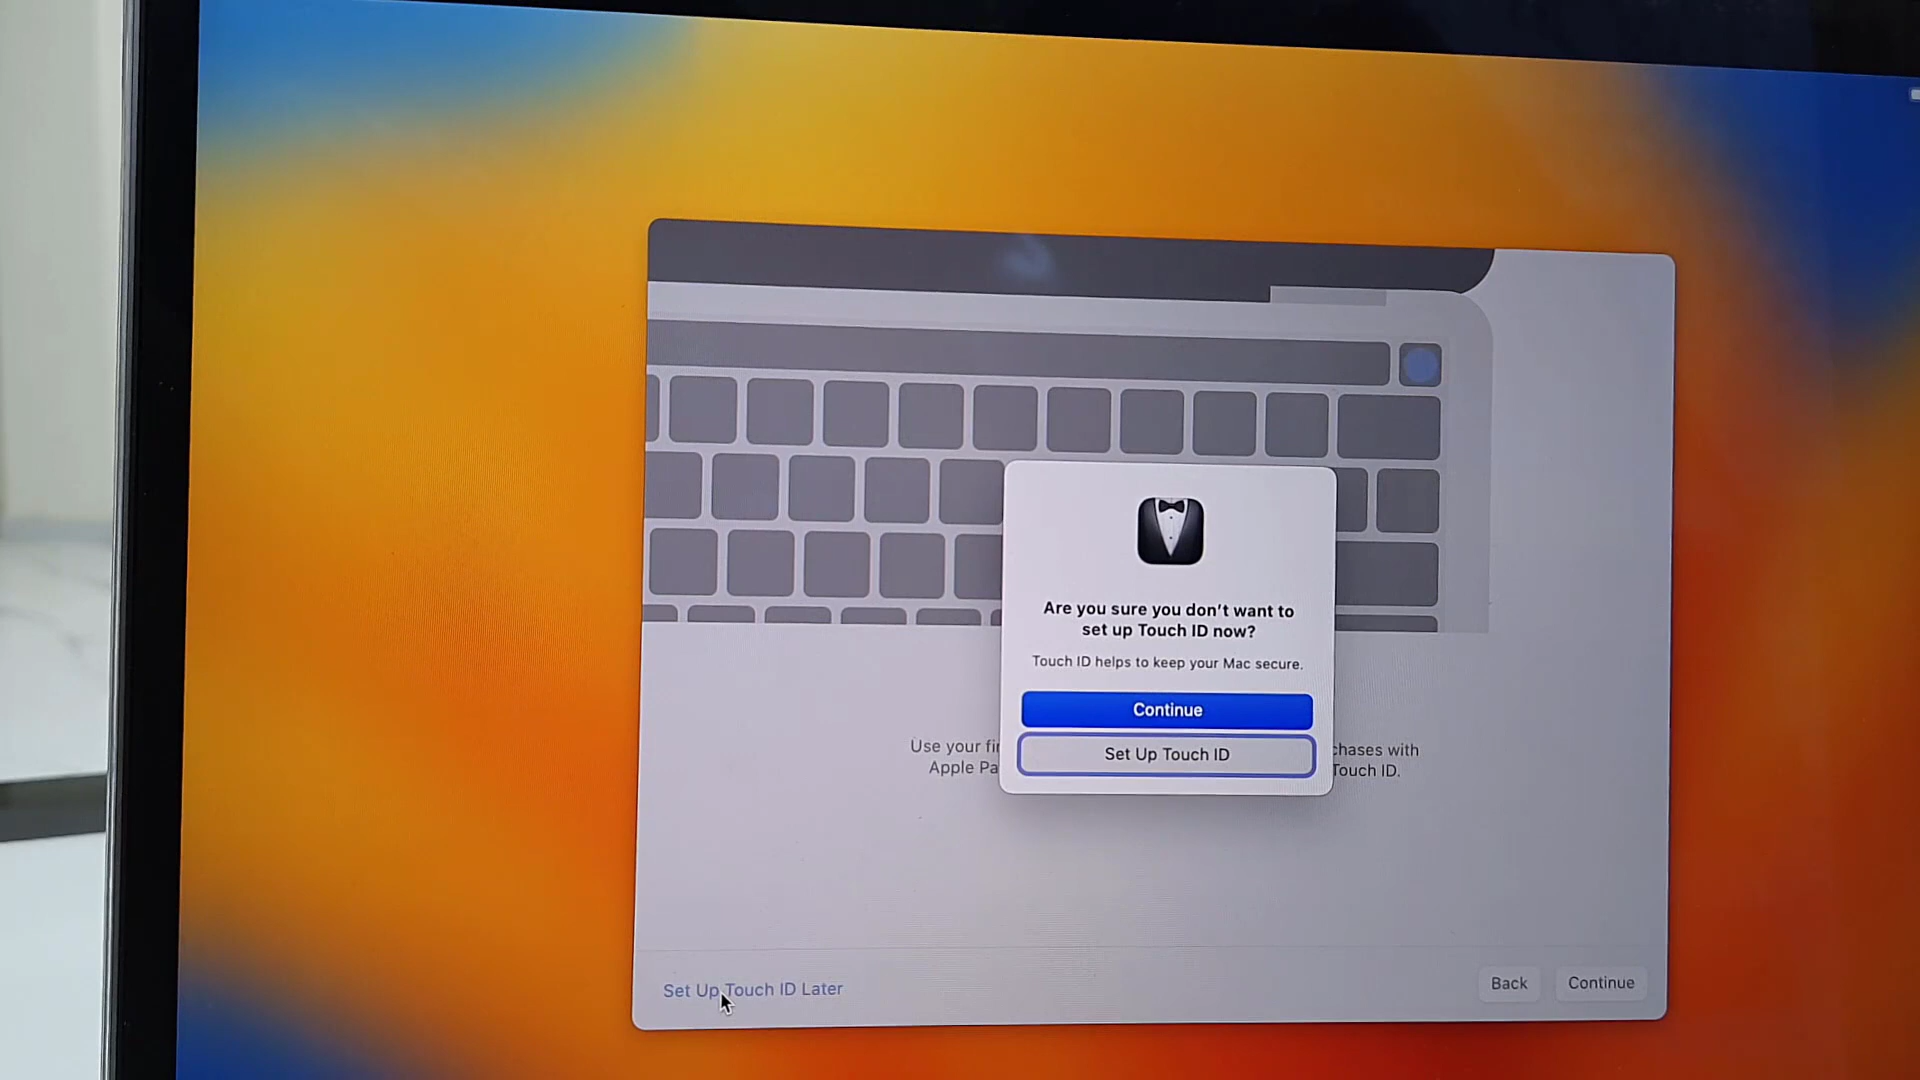 Are you sure you don't want to
set up Touch ID now?
Touch ID helps to keep your Mac secure.
Continue
Set Up Touch ID
Use your
chases with
Apple
Touch ID.
Set Up Touch ID Later
Back
Continue